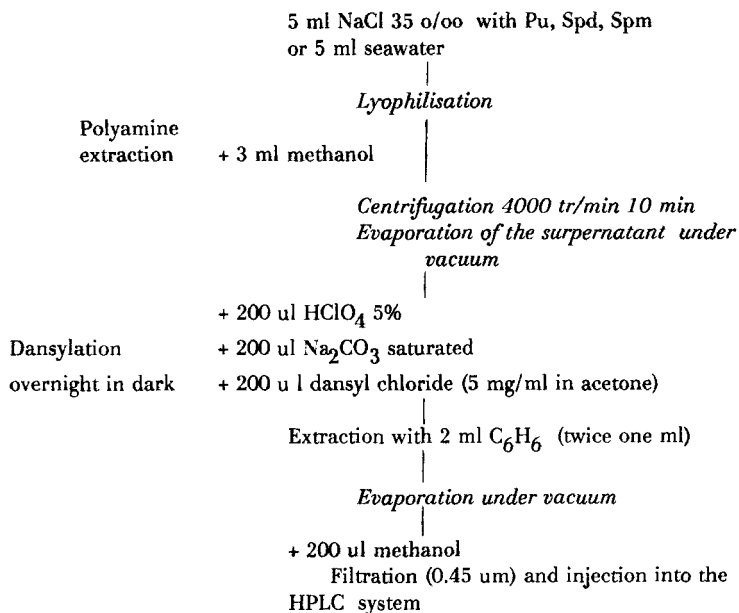 5 ml NaCl 35 o/oo with Pu, Spd, Spm
or 5 ml seawater
Lyophilisation
Polyamine
extraction + 3 ml methanol
Centrifugation 4000 tr/min 10 min
Evaporation of the surpernatant under
vacuum
+ 200 ul HClO4 5%
Dansylation + 200 ul Na2CO3 saturated
overnight in dark + 200 u l dansyl chloride (5 mg/ml in acetone)
Extraction with 2 ml C6H6 (twice one ml)
Evaporation under vacuum
+ 200 ul methanol
Filtration (0.45 um) and injection into the
HPLC system